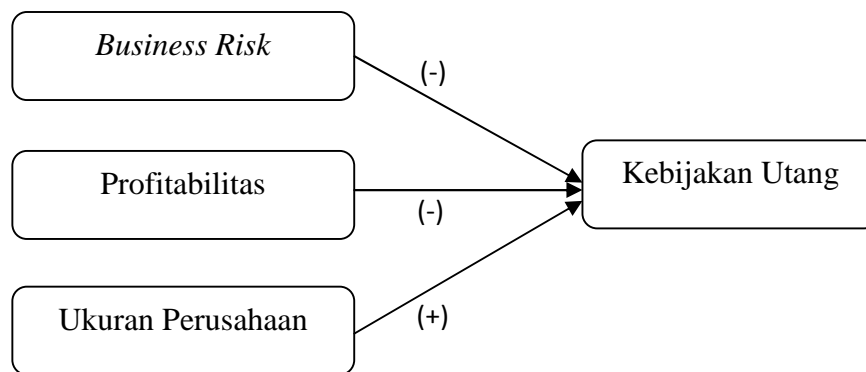 Business Risk
(-)
Profitabilitas
(-)
Ukuran Perusahaan
(+)
Kebijakan Utang